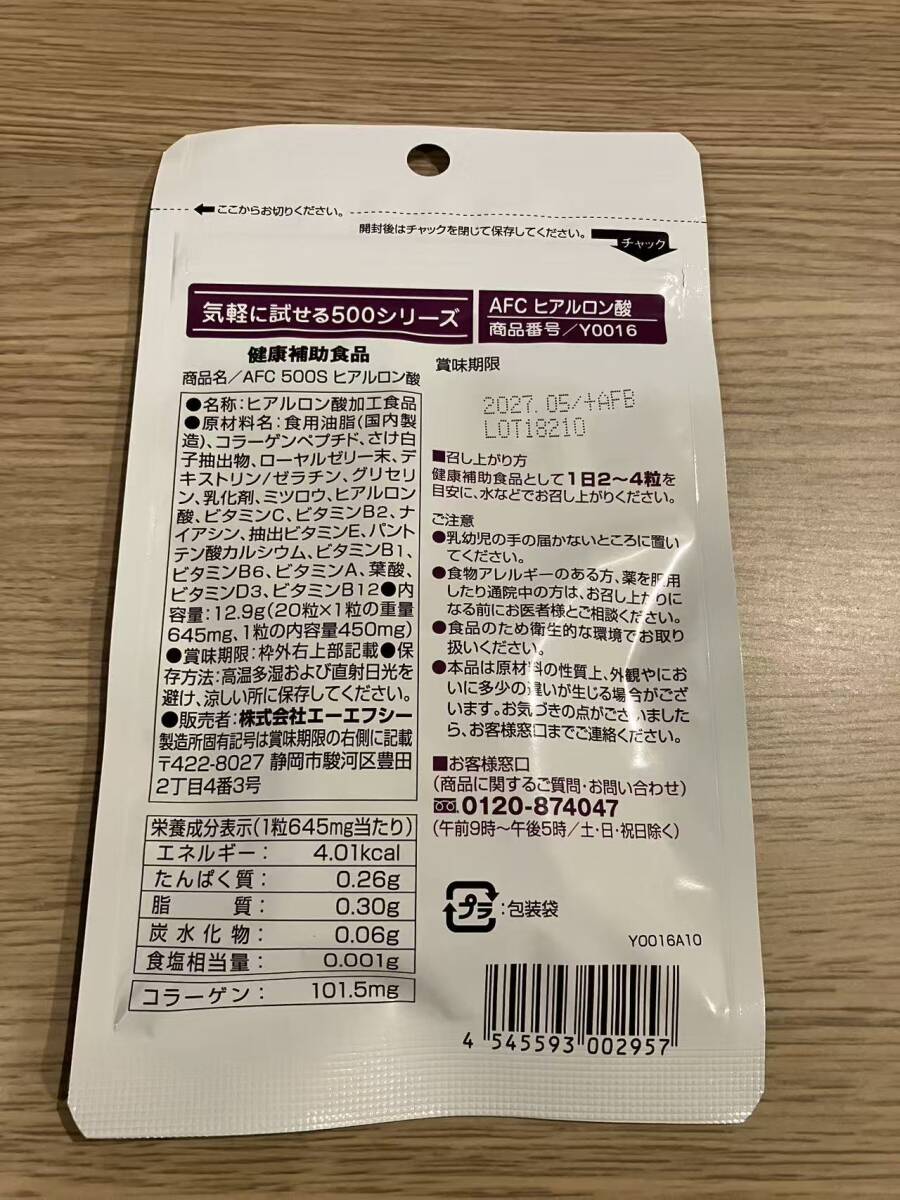 ここからお切りください。
開封後はチャックを閉じて保存してください。
チャック
気軽に試せる500シリーズ
AFC ヒアルロン酸
商品番号／Y0016
健康補助食品
商品名／AFC 500S ヒアルロン酸
●名称：ヒアルロン酸加工食品
●原材料名：食用油脂(国内製
造)、コラーゲンペプチド、さけ白
子抽出物、ローヤルゼリー末、デ
キストリン/ゼラチン、グリセリ
ン、乳化剤、ミツロウ、ヒアルロン
酸、ビタミンC、ビタミンB2、ナ
イアシン、抽出ビタミンE、パント
テン酸カルシウム、ビタミンB1、
ビタミンB6、ビタミンA、葉酸、
ビタミンD3、ビタミンB12●内
容量：12.9g(20粒×1粒の重量
645mg、1粒の内容量450mg)
●賞味期限：枠外右上部記載●保
存方法：高温多湿および直射日光を
避け、涼しい所に保存してください。
●販売者：株式会社エーエフシー
製造所固有記号は賞味期限の右側に記載
〒422-8027 静岡市駿河区豊田
2丁目4番3号
栄養成分表示(1粒645mg当たり)
エネルギー： 4.01kcal
たんぱく質： 0.26g
脂質： 0.30g
炭水化物： 0.06g
食塩相当量： 0.001g
コラーゲン： 101.5mg
賞味期限
2027.05/+AFB
LOT18210
■召し上がり方
健康補助食品として1日2〜4粒を
目安に、水などでお召し上がりください。
ご注意
●乳幼児の手の届かないところに置い
てください。
●食物アレルギーのある方、薬を服用
したり通院中の方は、お召し上がりに
なる前にお医者様とご相談ください。
●食品のため衛生的な環境でお取り
扱いください。
●本品は原材料の性質上、外観やにお
いに多少の違いが生じる場合がござ
います。お気づきの点がございました
ら、お客様窓口までご連絡ください。
■お客様窓口
(商品に関するご質問・お問い合わせ)
0120-874047
(午前9時〜午後5時／土・日・祝日除く)
プラ：包装袋
Y0016A10
4 545593 002957